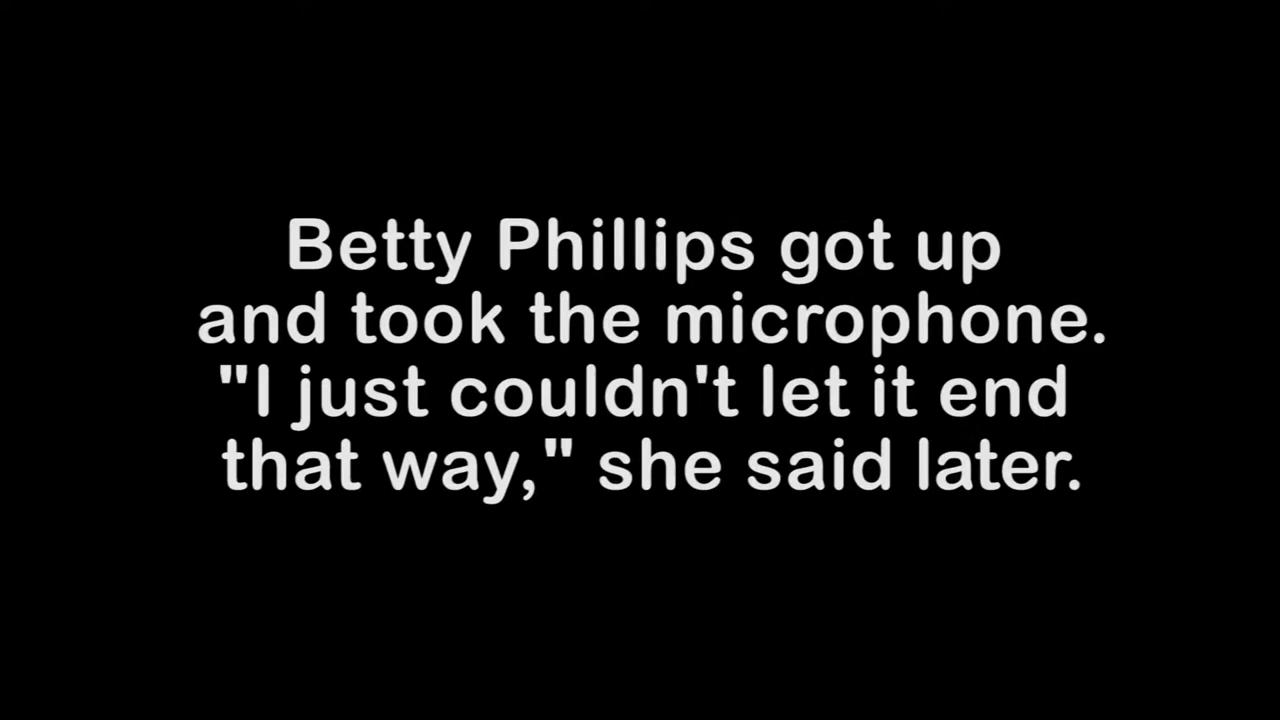 Betty Phillips got up
and took the microphone.
"I just couldn't let it end
that way," she said later.